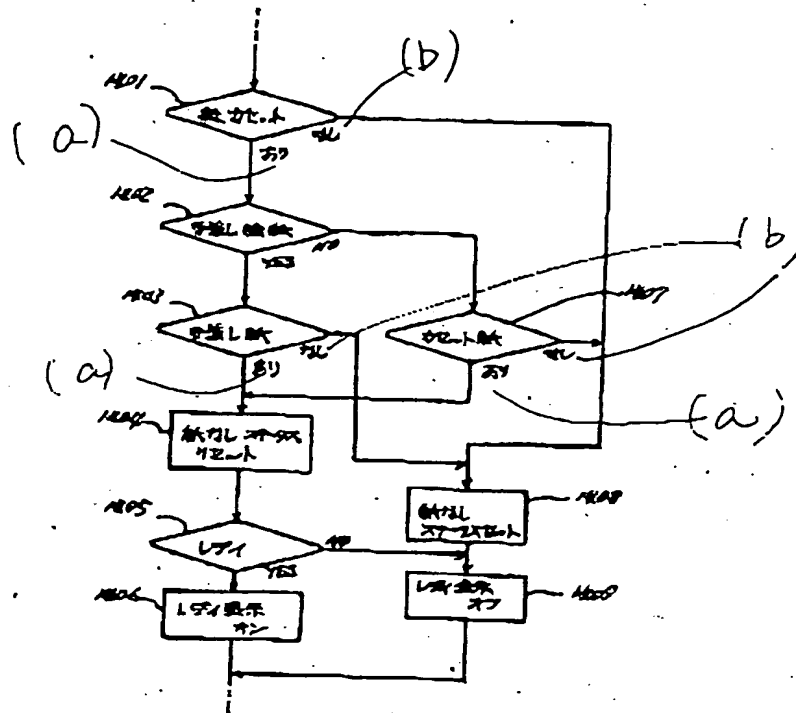 (b)
紙カセット
なし
(a)
あり
手差し給紙
NO
YES
(b
手差し紙
なし
カセット紙
なし
(a)
あり
あり
(a)
紙なしステータス
リセット
紙なし
ステータスセット
レディ
NO
YES
レディ表示
オン
レディ表示
オフ